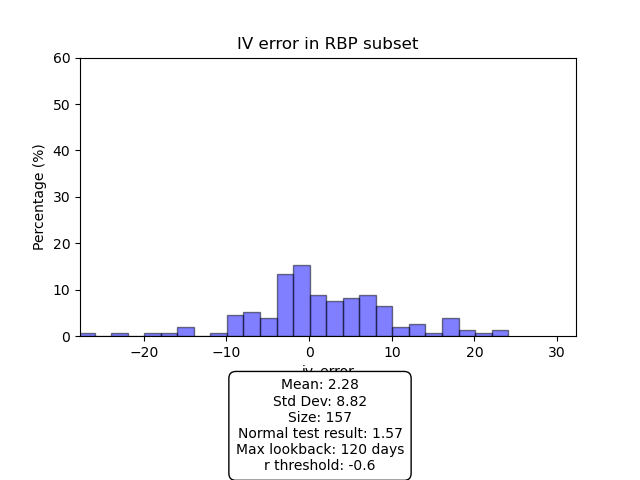 IV error in RBP subset
60
50
40
30
20
10
0
Percentage (%)
−20
−10
0
10
20
30
iv_error
Mean: 2.28
Std Dev: 8.82
Size: 157
Normal test result: 1.57
Max lookback: 120 days
r threshold: -0.6